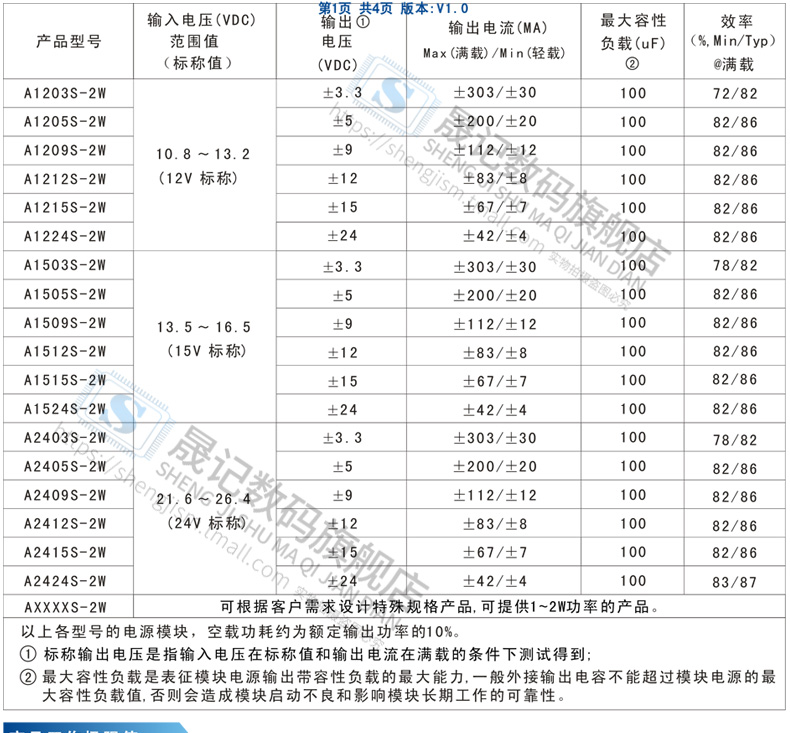 第1页 共4页 版本:V1.0
产品型号 输入电压(VDC) 范围值 (标称值) 输出① 电压 (VDC) 输出电流(MA) Max(满载)/Min(轻载) 最大容性 负载(uF) ② 效率 (%,Min/Typ) @满载
A1203S-2W 10.8～13.2 (12V 标称) ±3.3 ±303/±30 100 72/82
A1205S-2W ±5 ±200/±20 100 82/86
A1209S-2W ±9 ±112/±12 100 82/86
A1212S-2W ±12 ±83/±8 100 82/86
A1215S-2W ±15 ±67/±7 100 82/86
A1224S-2W ±24 ±42/±4 100 82/86
A1503S-2W 13.5～16.5 (15V 标称) ±3.3 ±303/±30 100 78/82
A1505S-2W ±5 ±200/±20 100 82/86
A1509S-2W ±9 ±112/±12 100 82/86
A1512S-2W ±12 ±83/±8 100 82/86
A1515S-2W ±15 ±67/±7 100 82/86
A1524S-2W ±24 ±42/±4 100 82/86
A2403S-2W 21.6～26.4 (24V 标称) ±3.3 ±303/±30 100 78/82
A2405S-2W ±5 ±200/±20 100 82/86
A2409S-2W ±9 ±112/±12 100 82/86
A2412S-2W ±12 ±83/±8 100 82/86
A2415S-2W ±15 ±67/±7 100 82/86
A2424S-2W ±24 ±42/±4 100 83/87
AXXXXS-2W 可根据客户需求设计特殊规格产品,可提供1~2W功率的产品。
以上各型号的电源模块，空载功耗约为额定输出功率的10%。
① 标称输出电压是指输入电压在标称值和输出电流在满载的条件下测试得到;
② 最大容性负载是表征模块电源输出带容性负载的最大能力,一般外接输出电容不能超过模块电源的最
大容性负载值,否则会造成模块启动不良和影响模块长期工作的可靠性。
S
晟记数码旗舰店
SHENG JI SHU MA QI JIAN DIAN
https://shengjism.tmall.com
实物拍摄盗图必究
S
晟记数码旗舰店
SHENG JI SHU MA QI JIAN DIAN
https://shengjism.tmall.com